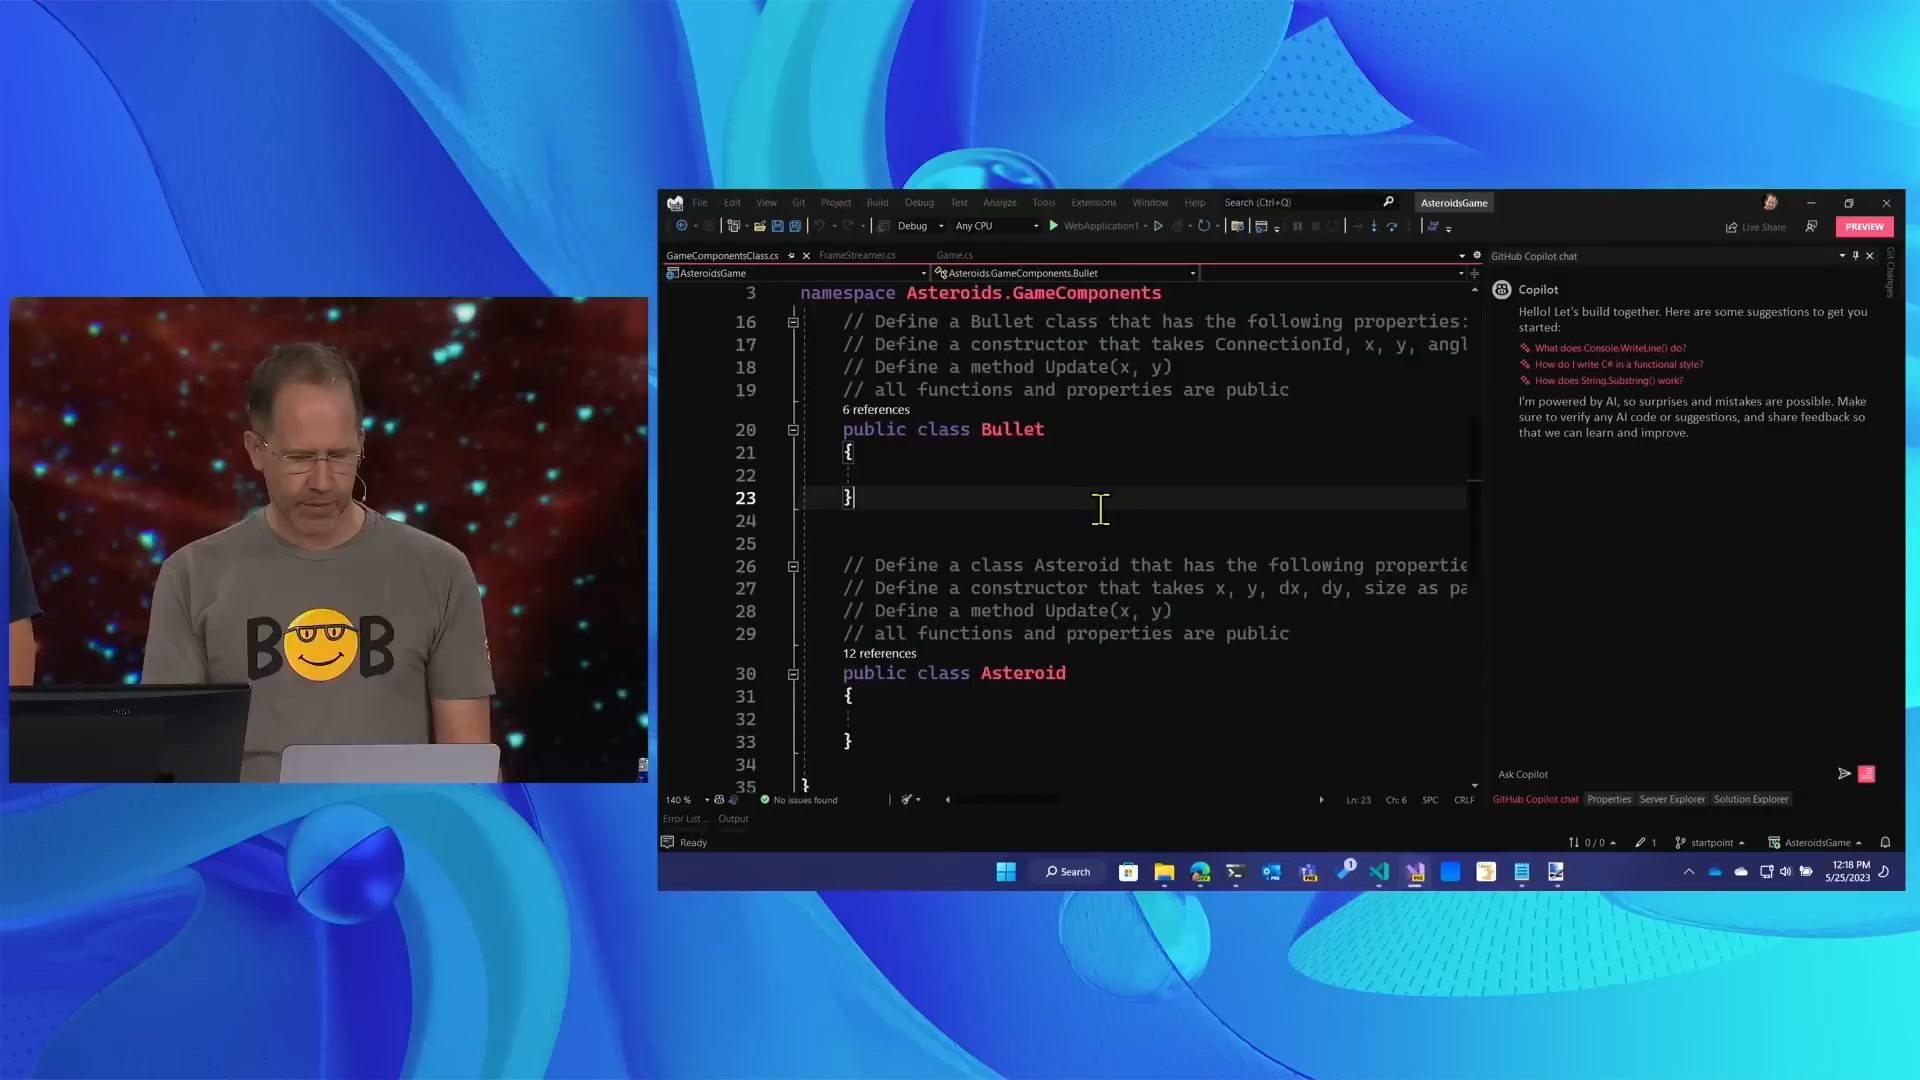 BOB
File Edit View Git Project Build Debug Test Analyze Tools Extensions Window Help Search (Ctrl+Q) AsteroidsGame
Debug Any CPU WebApplication1 Live Share PREVIEW
GameComponentsClass.cs FrameStreamer.cs Game.cs
AsteroidsGame Asteroids.GameComponents.Bullet
3 namespace Asteroids.GameComponents
16 // Define a Bullet class that has the following properties:
17 // Define a constructor that takes ConnectionId, x, y, angl
18 // Define a method Update(x, y)
19 // all functions and properties are public
6 references
20 public class Bullet
21 {
22
23 }
24
25
26 // Define a class Asteroid that has the following propertie
27 // Define a constructor that takes x, y, dx, dy, size as pa
28 // Define a method Update(x, y)
29 // all functions and properties are public
12 references
30 public class Asteroid
31 {
32
33 }
34
35 }
140 % No issues found Ln: 23 Ch: 6 SPC CRLF
Error List ... Output
Ready
GitHub Copilot chat
Git Changes
Copilot
Hello! Let's build together. Here are some suggestions to get you
started:
What does Console.WriteLine() do?
How do I write C# in a functional style?
How does String.Substring() work?
I'm powered by AI, so surprises and mistakes are possible. Make
sure to verify any AI code or suggestions, and share feedback so
that we can learn and improve.
Ask Copilot
GitHub Copilot chat Properties Server Explorer Solution Explorer
0 / 0 1 startpoint AsteroidsGame
Search
1
12:18 PM
5/25/2023